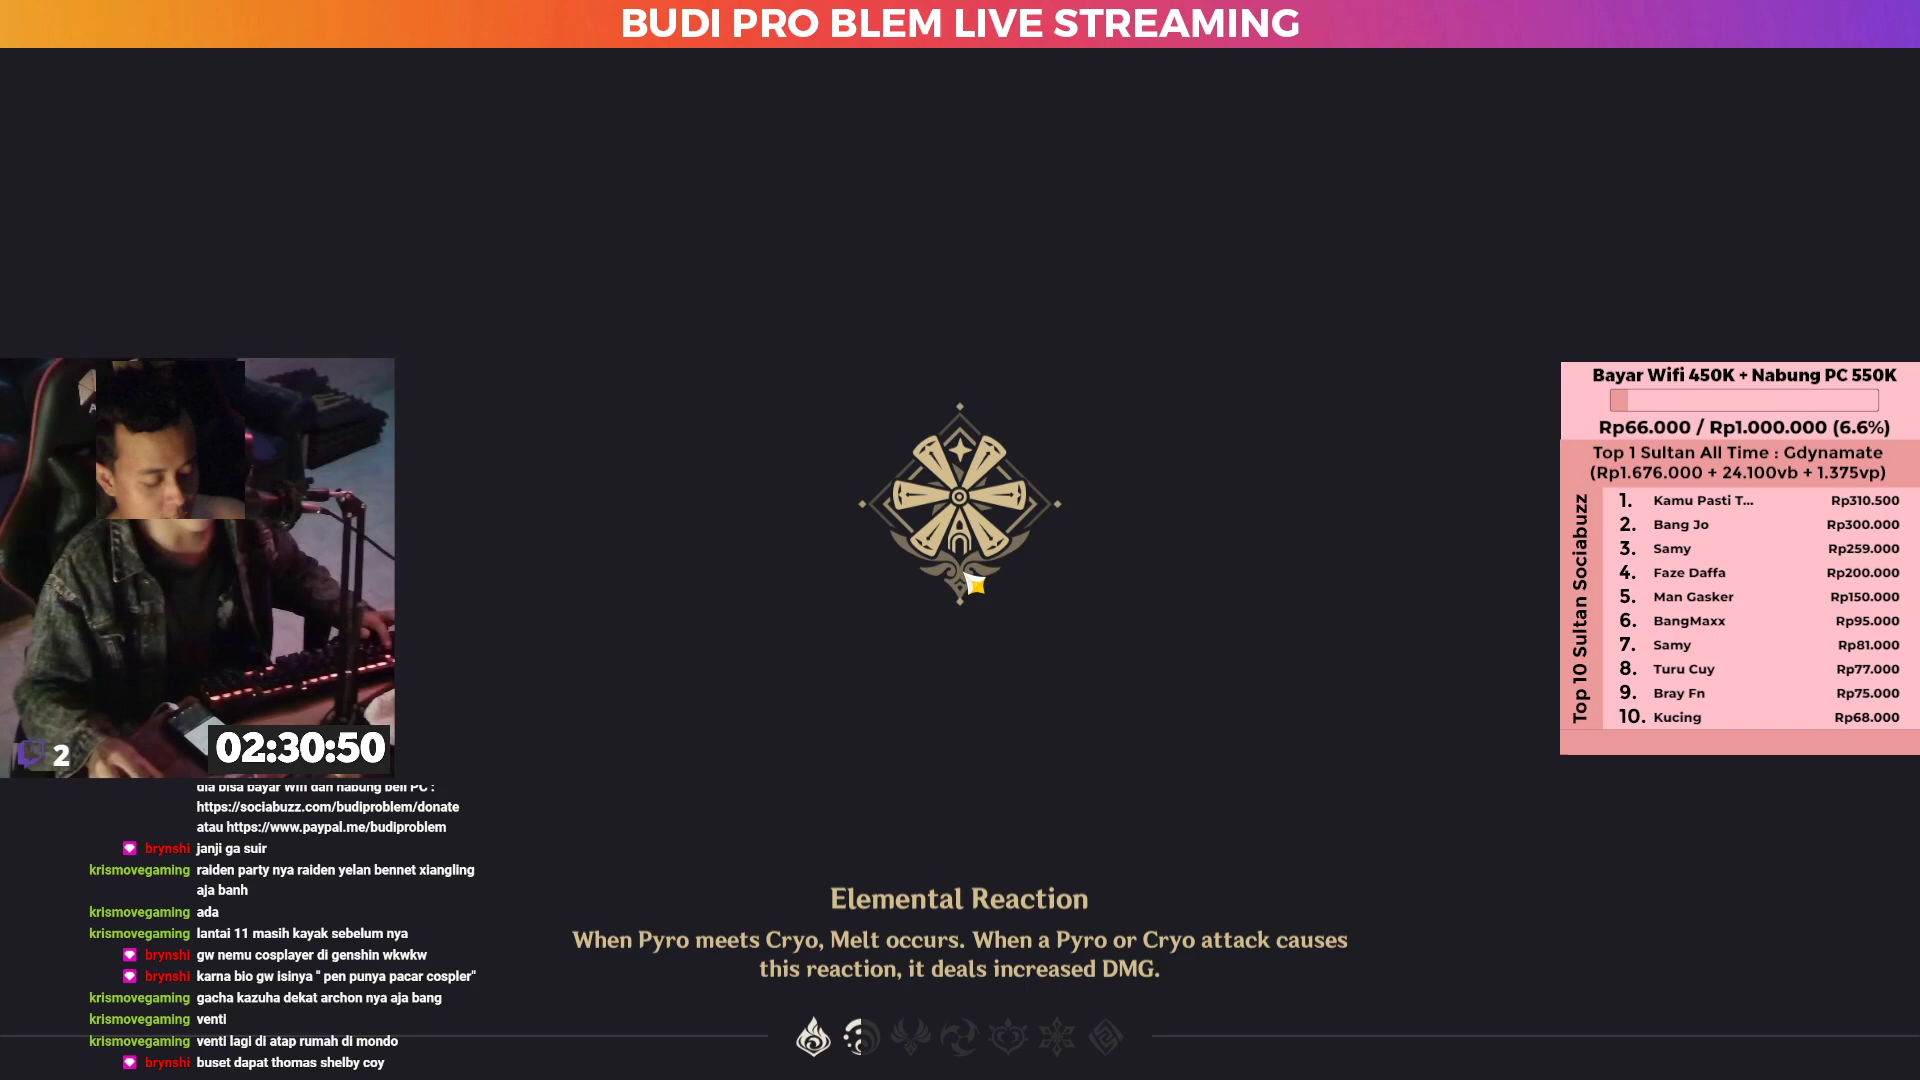 BUDI PRO BLEM LIVE STREAMING
Bayar Wifi 450K + Nabung PC 550K
Rp66.000 / Rp1.000.000 (6.6%)
Top 1 Sultan All Time : Gdynamate
(Rp1.676.000 + 24.100vb + 1.375vp)
Top 10 Sultan Sociabuzz
1. Kamu Pasti T... Rp310.500
2. Bang Jo Rp300.000
3. Samy Rp259.000
4. Faze Daffa Rp200.000
5. Man Gasker Rp150.000
6. BangMaxx Rp95.000
7. Samy Rp81.000
8. Turu Cuy Rp77.000
9. Bray Fn Rp75.000
10. Kucing Rp68.000
2
02:30:50
dia bisa bayar Wifi dan nabung beli PC :
https://sociabuzz.com/budiproblem/donate
atau https://www.paypal.me/budiproblem
brynshi janji ga suir
krismovegaming raiden party nya raiden yelan bennet xiangling
aja banh
krismovegaming ada
krismovegaming lantai 11 masih kayak sebelum nya
brynshi gw nemu cosplayer di genshin wkwkw
brynshi karna bio gw isinya " pen punya pacar cospler"
krismovegaming gacha kazuha dekat archon nya aja bang
krismovegaming venti
krismovegaming venti lagi di atap rumah di mondo
brynshi buset dapat thomas shelby coy
Elemental Reaction
When Pyro meets Cryo, Melt occurs. When a Pyro or Cryo attack causes
this reaction, it deals increased DMG.